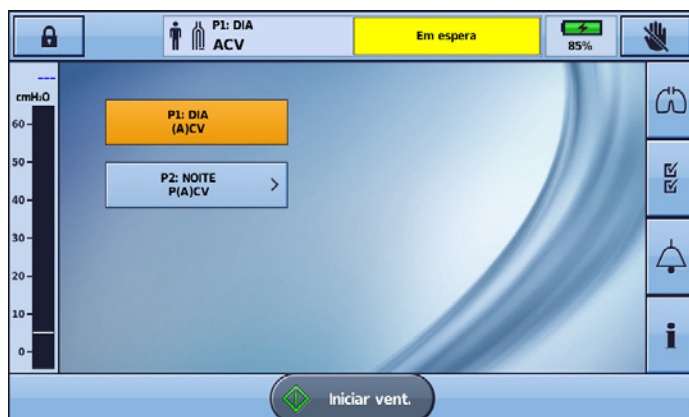 P1: DIA
ACV
Em espera
85%
---
cmH₂O
60
50
40
30
20
10
0
P1: DIA
(A)CV
P2: NOITE
P(A)CV
Iniciar vent.